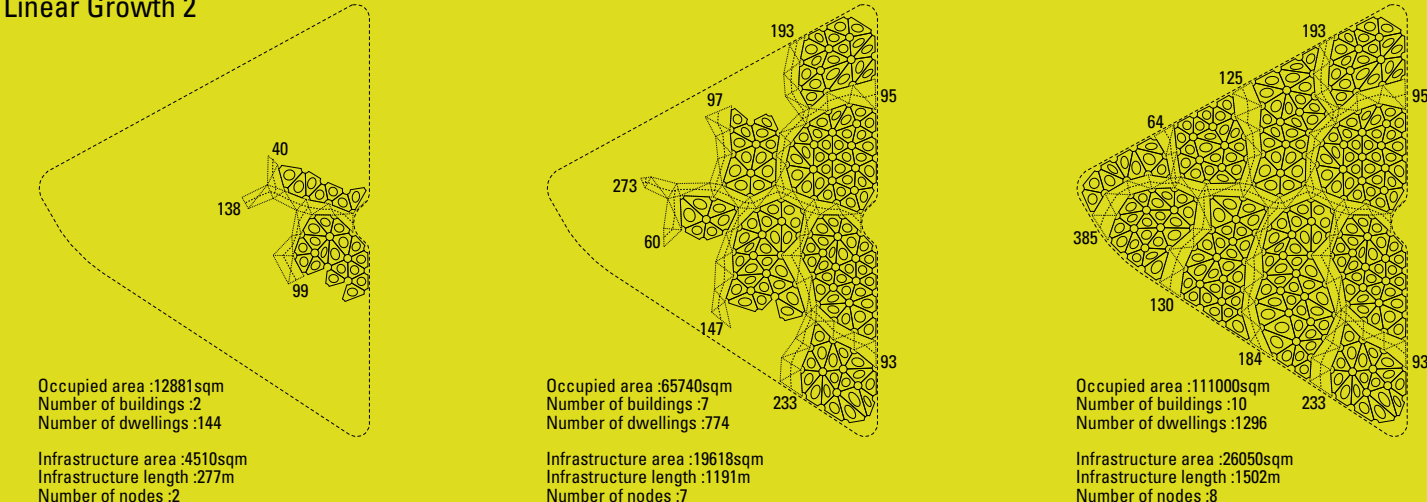 Linear Growth 2
40
138
99
Occupied area :12881sqm
Number of buildings :2
Number of dwellings :144
Infrastructure area :4510sqm
Infrastructure length :277m
Number of nodes :2
193
95
97
273
60
147
93
233
Occupied area :65740sqm
Number of buildings :7
Number of dwellings :774
Infrastructure area :19618sqm
Infrastructure length :1191m
Number of nodes :7
193
125
95
64
385
130
184
93
233
Occupied area :111000sqm
Number of buildings :10
Number of dwellings :1296
Infrastructure area :26050sqm
Infrastructure length :1502m
Number of nodes :8